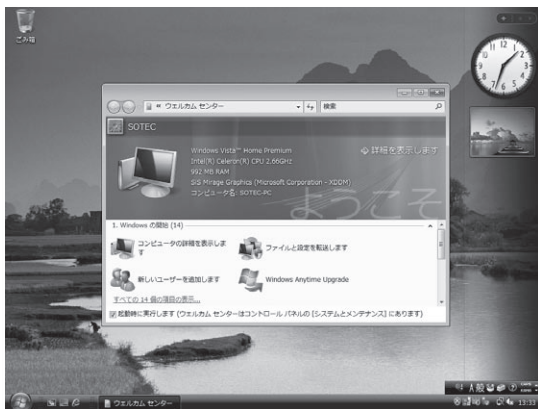 ごみ箱
ウェルカム センター
検索
SOTEC
Windows Vista™ Home Premium
Intel(R) Celeron(R) CPU 2.66GHz
992 MB RAM
SiS Mirage Graphics (Microsoft Corporation - XDDM)
コンピュータ名: SOTEC-PC
詳細を表示します
ようこそ
1. Windows の開始 (14)
コンピュータの詳細を表示しま
す
ファイルと設定を転送します
新しいユーザーを追加します
Windows Anytime Upgrade
すべての 14 個の項目の表示...
起動時に実行します (ウェルカム センターはコントロール パネルの [システムとメンテナンス] にあります)
ウェルカム センター
A 般
13:33